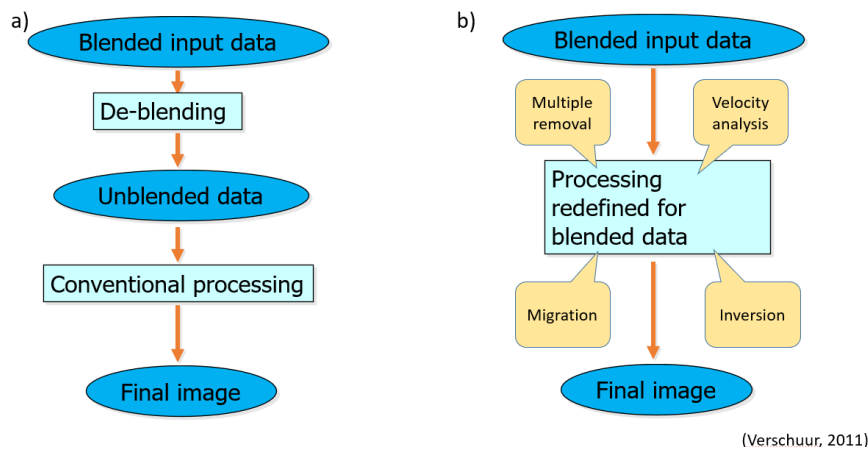 a)
Blended input data
De-blending
Unblended data
Conventional processing
Final image
b)
Blended input data
Multiple
removal
Velocity
analysis
Processing
redefined for
blended data
Migration
Inversion
Final image
(Verschuur, 2011)